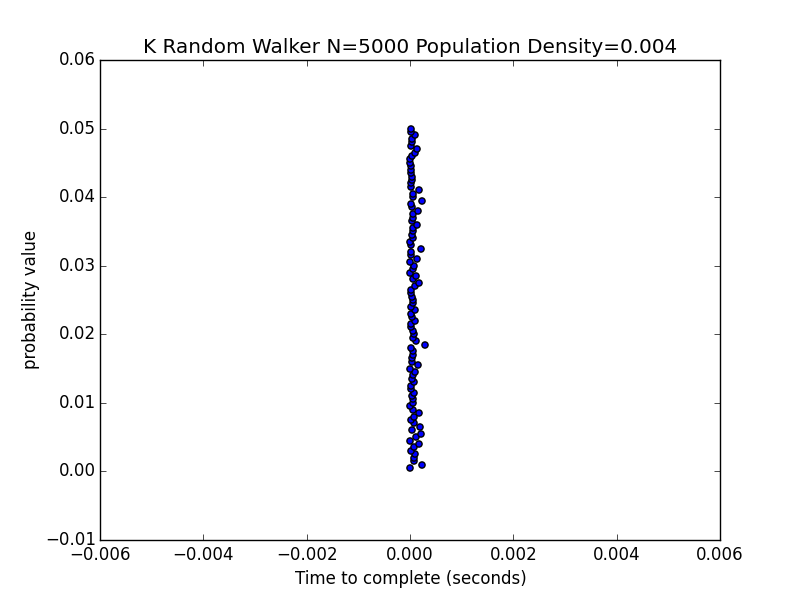 K Random Walker N=5000 Population Density=0.004
0.06
0.05
0.04
0.03
0.02
0.01
0.00
−0.01
probability value
−0.006 −0.004 −0.002 0.000 0.002 0.004 0.006
Time to complete (seconds)